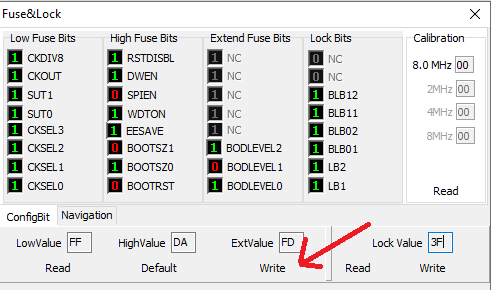 Fuse&Lock
Low Fuse Bits High Fuse Bits Extend Fuse Bits Lock Bits Calibration
1 CKDIV8 1 RSTDISBL 1 NC 0 NC 8.0 MHz 00
1 CKOUT 1 DWEN 1 NC 0 NC 2MHz 00
1 SUT1 0 SPIEN 1 NC 1 BLB12 4MHz 00
1 SUT0 1 WDTON 1 NC 1 BLB11 8MHz 00
1 CKSEL3 1 EESAVE 1 NC 1 BLB02
1 CKSEL2 0 BOOTSZ1 1 BODLEVEL2 1 BLB01
1 CKSEL1 1 BOOTSZ0 0 BODLEVEL1 1 LB2
1 CKSEL0 0 BOOTRST 1 BODLEVEL0 1 LB1 Read
ConfigBit Navigation
LowValue FF HighValue DA ExtValue FD Lock Value 3F
Read Default Write Read Write